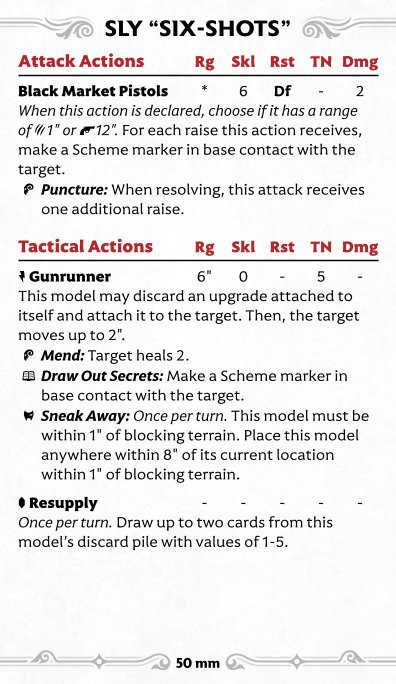 SLY “SIX-SHOTS”
Attack Actions Rg Skl Rst TN Dmg
Black Market Pistols * 6 Df - 2
When this action is declared, choose if it has a range
of 1" or 12". For each raise this action receives,
make a Scheme marker in base contact with the
target.
Puncture: When resolving, this attack receives
one additional raise.
Tactical Actions Rg Skl Rst TN Dmg
Gunrunner 6" 0 - 5 -
This model may discard an upgrade attached to
itself and attach it to the target. Then, the target
moves up to 2".
Mend: Target heals 2.
Draw Out Secrets: Make a Scheme marker in
base contact with the target.
Sneak Away: Once per turn. This model must be
within 1" of blocking terrain. Place this model
anywhere within 8" of its current location
within 1" of blocking terrain.
Resupply - - - - -
Once per turn. Draw up to two cards from this
model’s discard pile with values of 1-5.
50 mm